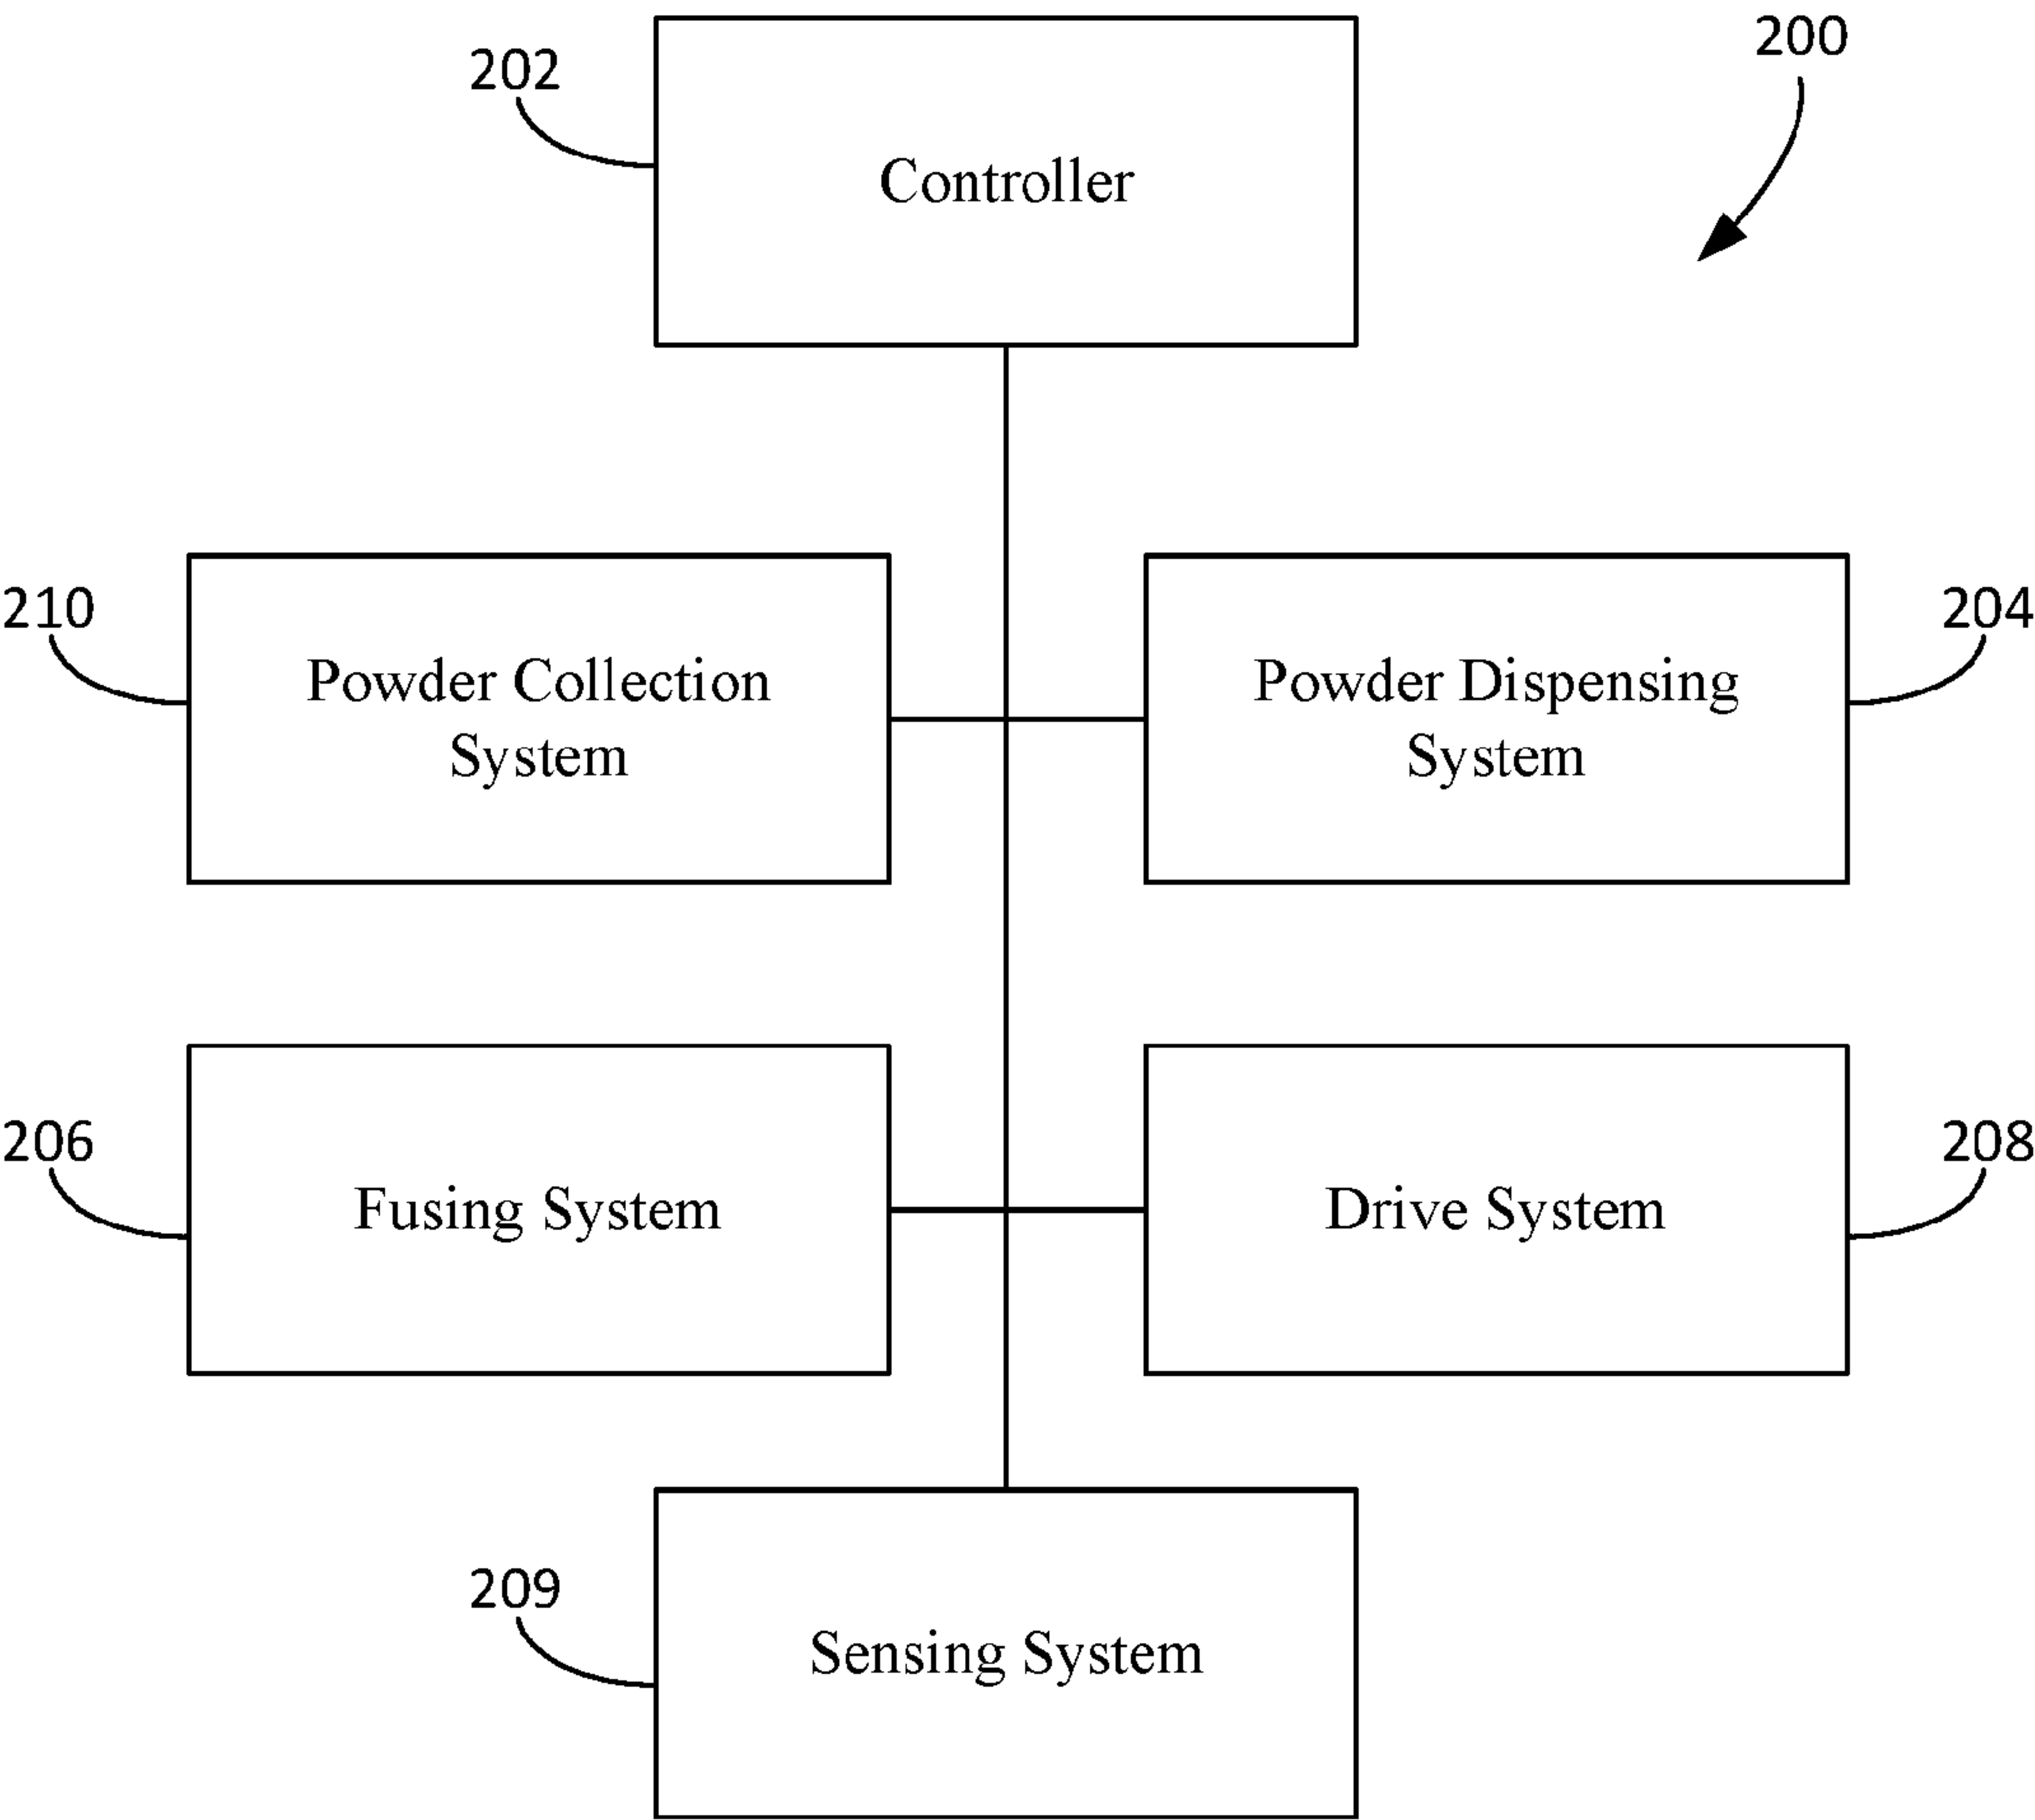 200
202
Controller
210
Powder Collection
System
204
Powder Dispensing
System
206
Fusing System
208
Drive System
209
Sensing System